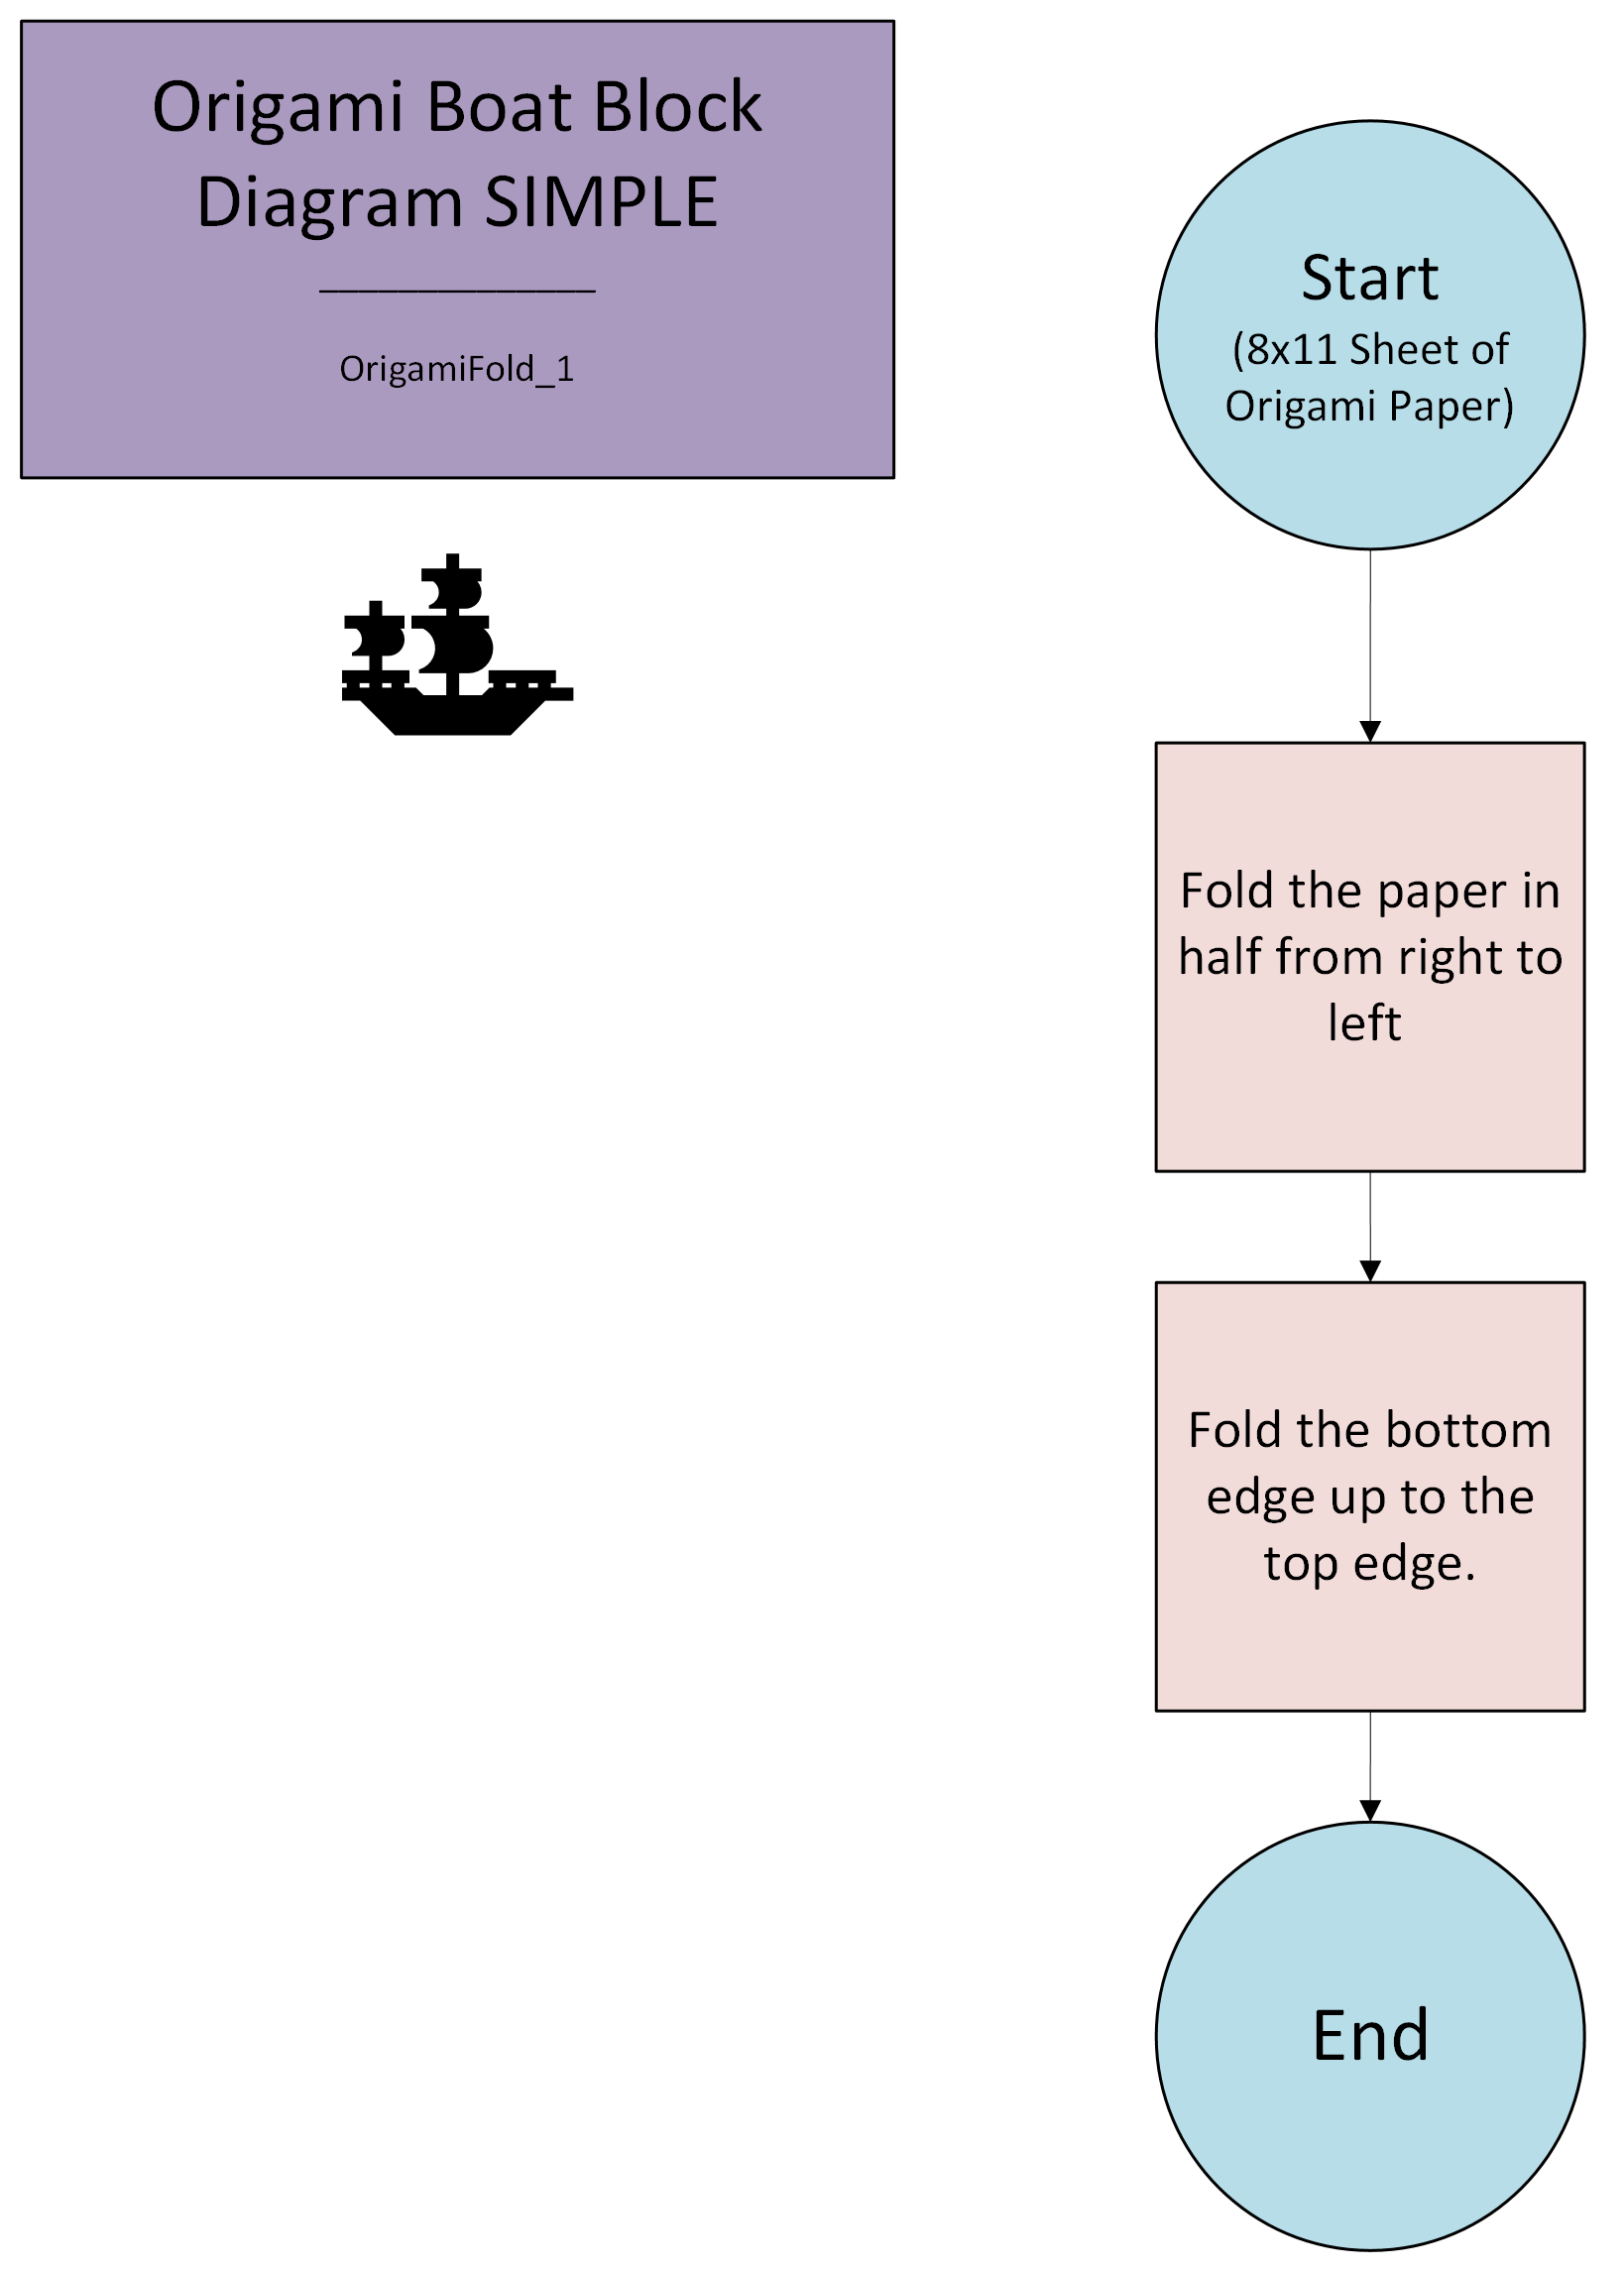 Origami Boat Block
Diagram SIMPLE
______________
OrigamiFold_1
Start
(8x11 Sheet of
Origami Paper)
Fold the paper in
half from right to
left
Fold the bottom
edge up to the
top edge.
End